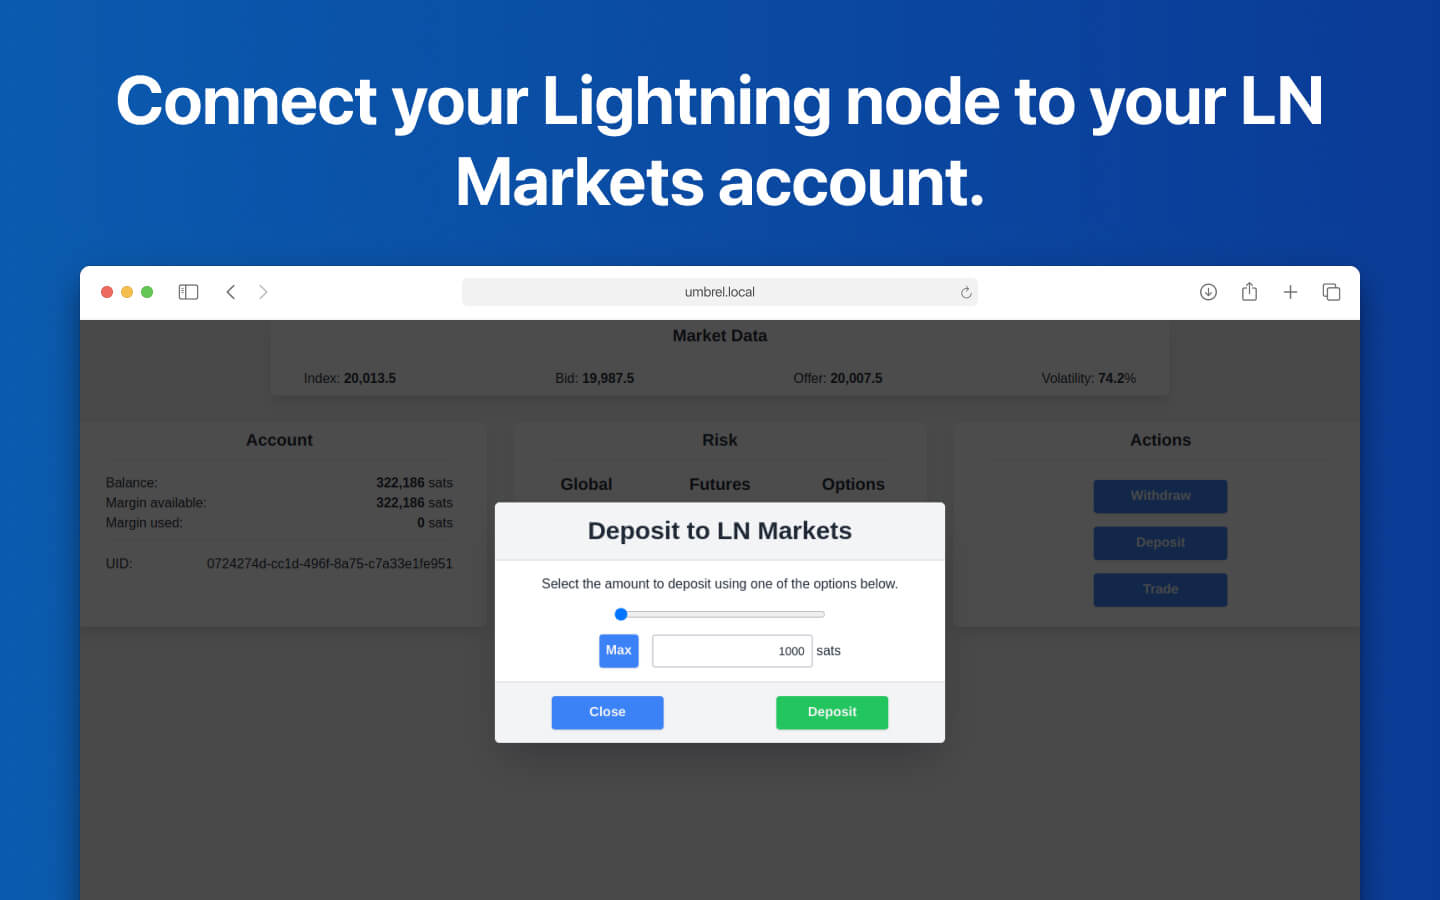 Connect your Lightning node to your LN
Markets account.
umbrel.local
Market Data
Index: 20,013.5 Bid: 19,987.5 Offer: 20,007.5 Volatility: 74.2%
Account
Balance: 322,186 sats
Margin available: 322,186 sats
Margin used: 0 sats
UID: 0724274d-cc1d-496f-8a75-c7a33e1fe951
Risk
Global Futures Options
Actions
Withdraw
Deposit
Trade
Deposit to LN Markets
Select the amount to deposit using one of the options below.
Max 1000 sats
Close Deposit